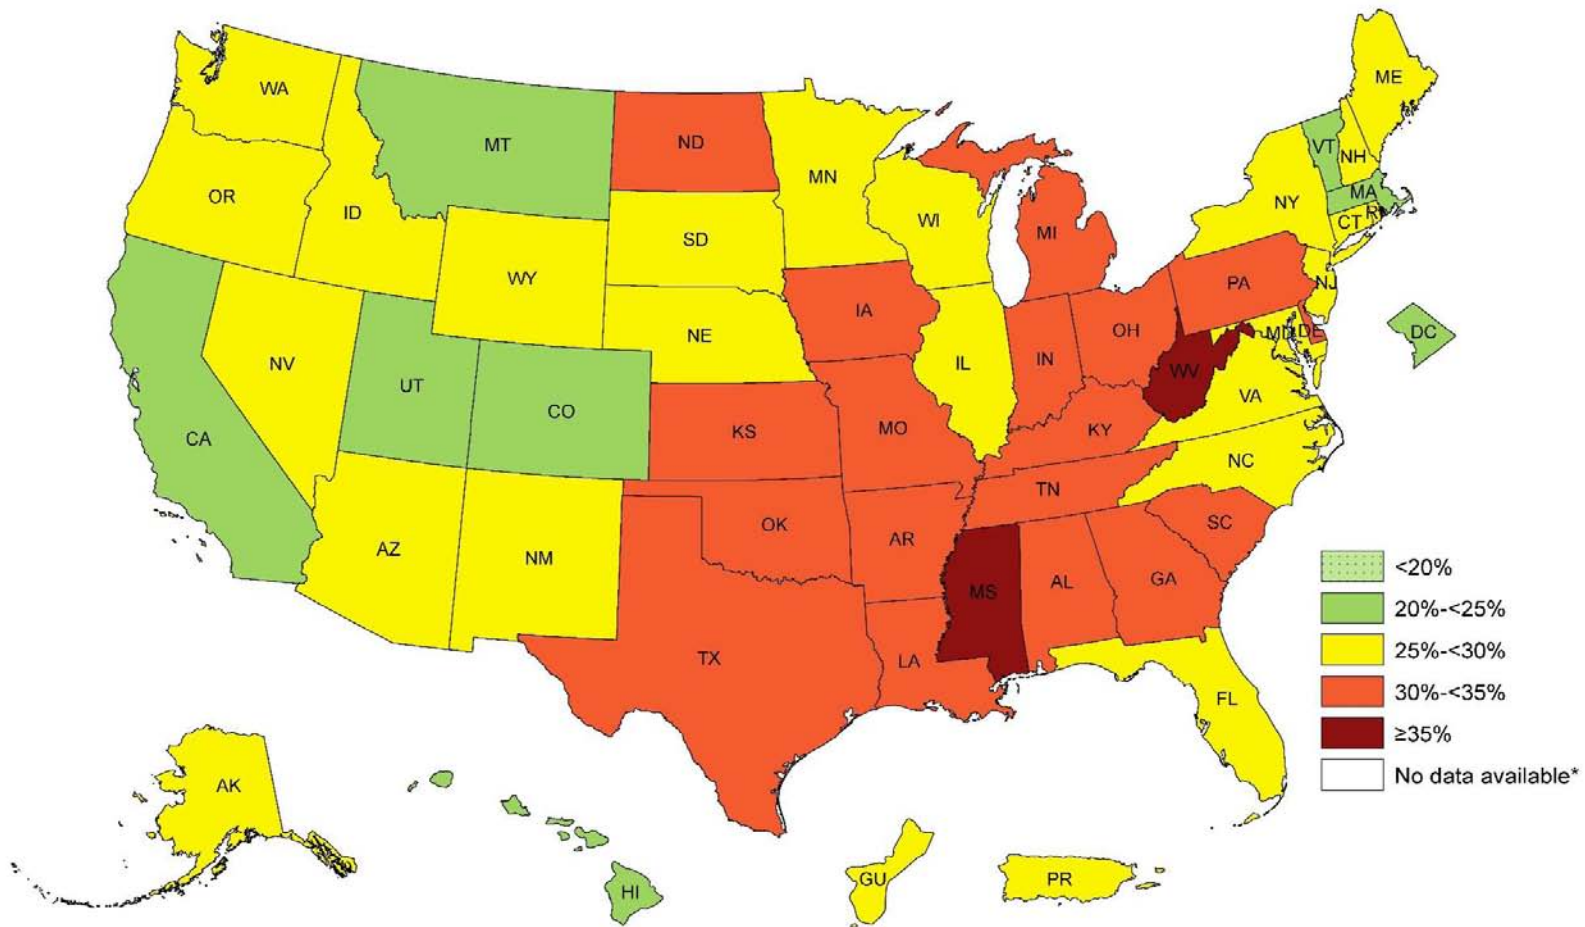 WA
MT
ND
MN
ME
VT
NH
OR
ID
SD
WI
MI
NY
MA
CT
RI
WY
IA
NE
PA
NJ
NV
UT
CO
IL
IN
OH
MD
DE
DC
CA
KS
MO
KY
WV
VA
AZ
NM
OK
AR
TN
NC
SC
TX
LA
MS
AL
GA
FL
AK
HI
GU
PR
<20%
20%-<25%
25%-<30%
30%-<35%
≥35%
No data available*